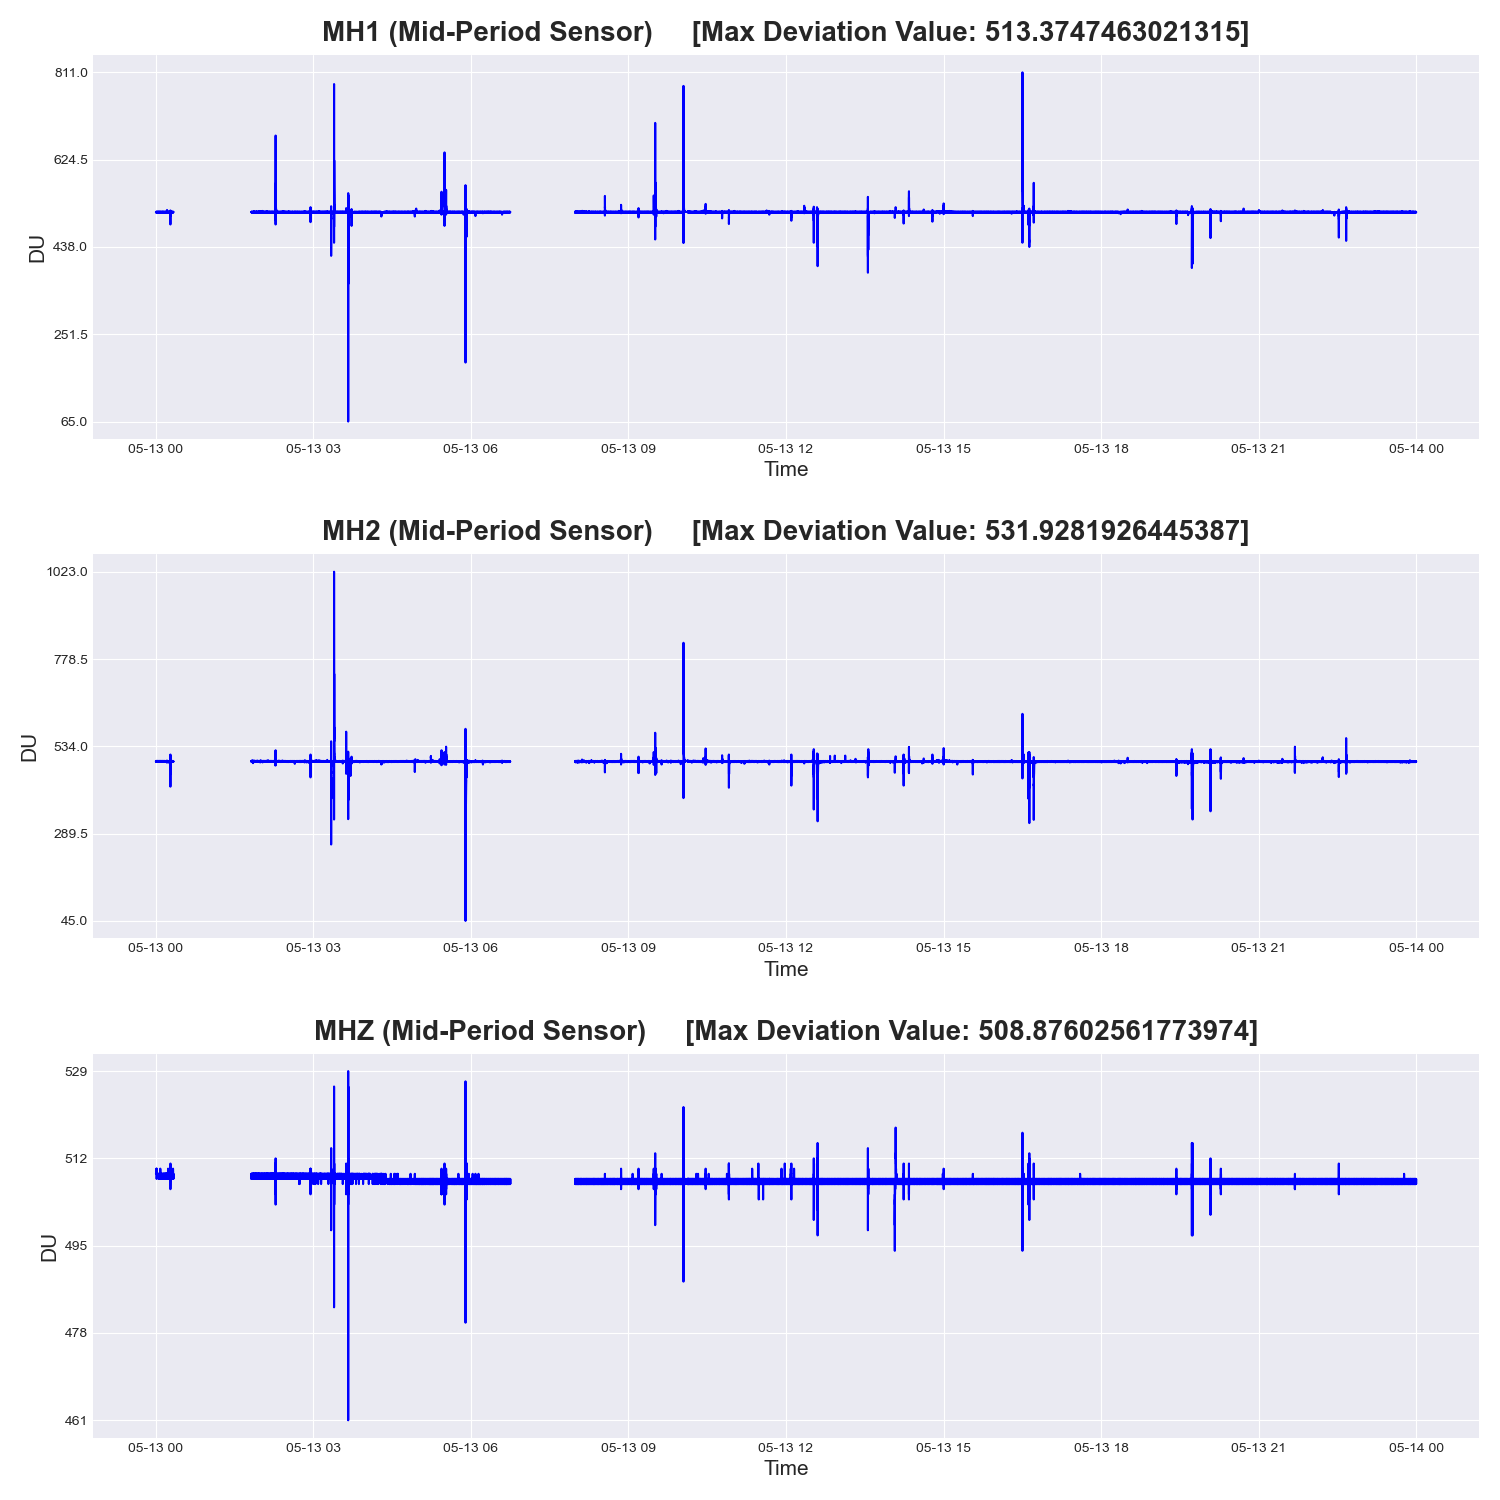 MH1 (Mid-Period Sensor) [Max Deviation Value: 513.3747463021315]
811.0
624.5
438.0
251.5
65.0
DU
05-13 00 05-13 03 05-13 06 05-13 09 05-13 12 05-13 15 05-13 18 05-13 21 05-14 00
Time
MH2 (Mid-Period Sensor) [Max Deviation Value: 531.9281926445387]
1023.0
778.5
534.0
289.5
45.0
DU
05-13 00 05-13 03 05-13 06 05-13 09 05-13 12 05-13 15 05-13 18 05-13 21 05-14 00
Time
MHZ (Mid-Period Sensor) [Max Deviation Value: 508.87602561773974]
529
512
495
478
461
DU
05-13 00 05-13 03 05-13 06 05-13 09 05-13 12 05-13 15 05-13 18 05-13 21 05-14 00
Time